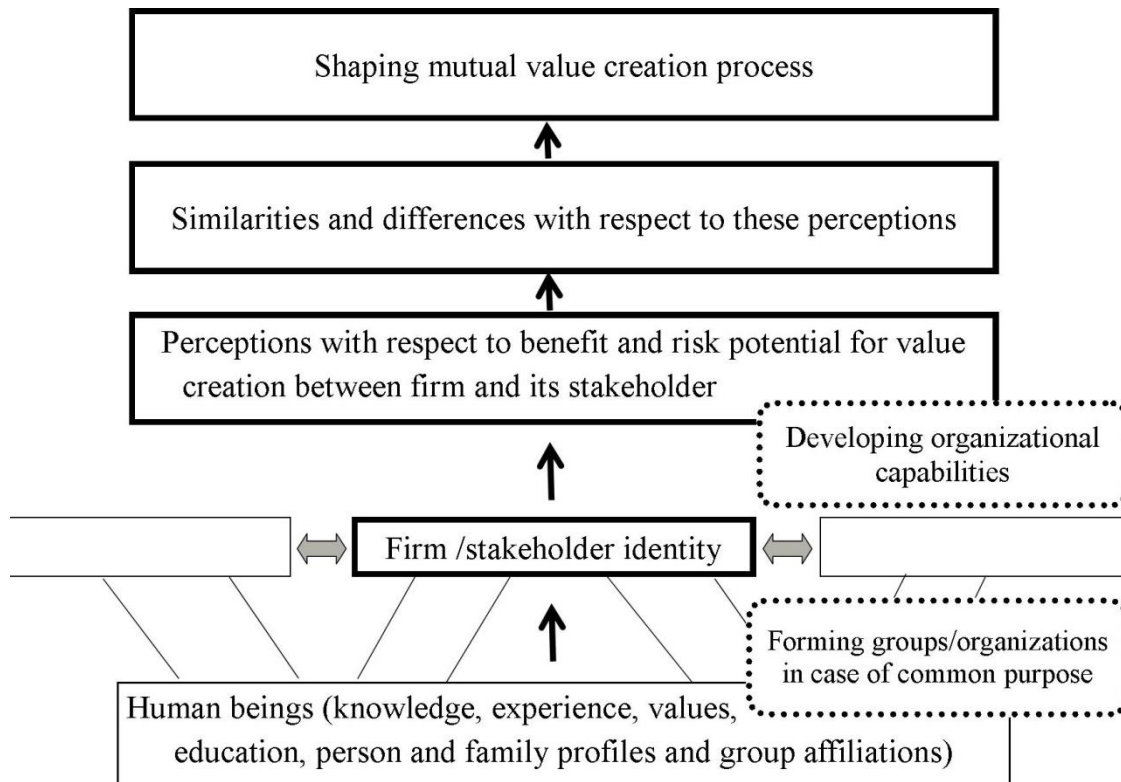 Shaping mutual value creation process
Similarities and differences with respect to these perceptions
Perceptions with respect to benefit and risk potential for value
creation between firm and its stakeholder
Developing organizational
capabilities
Firm /stakeholder identity
Forming groups/organizations
in case of common purpose
Human beings (knowledge, experience, values,
education, person and family profiles and group affiliations)